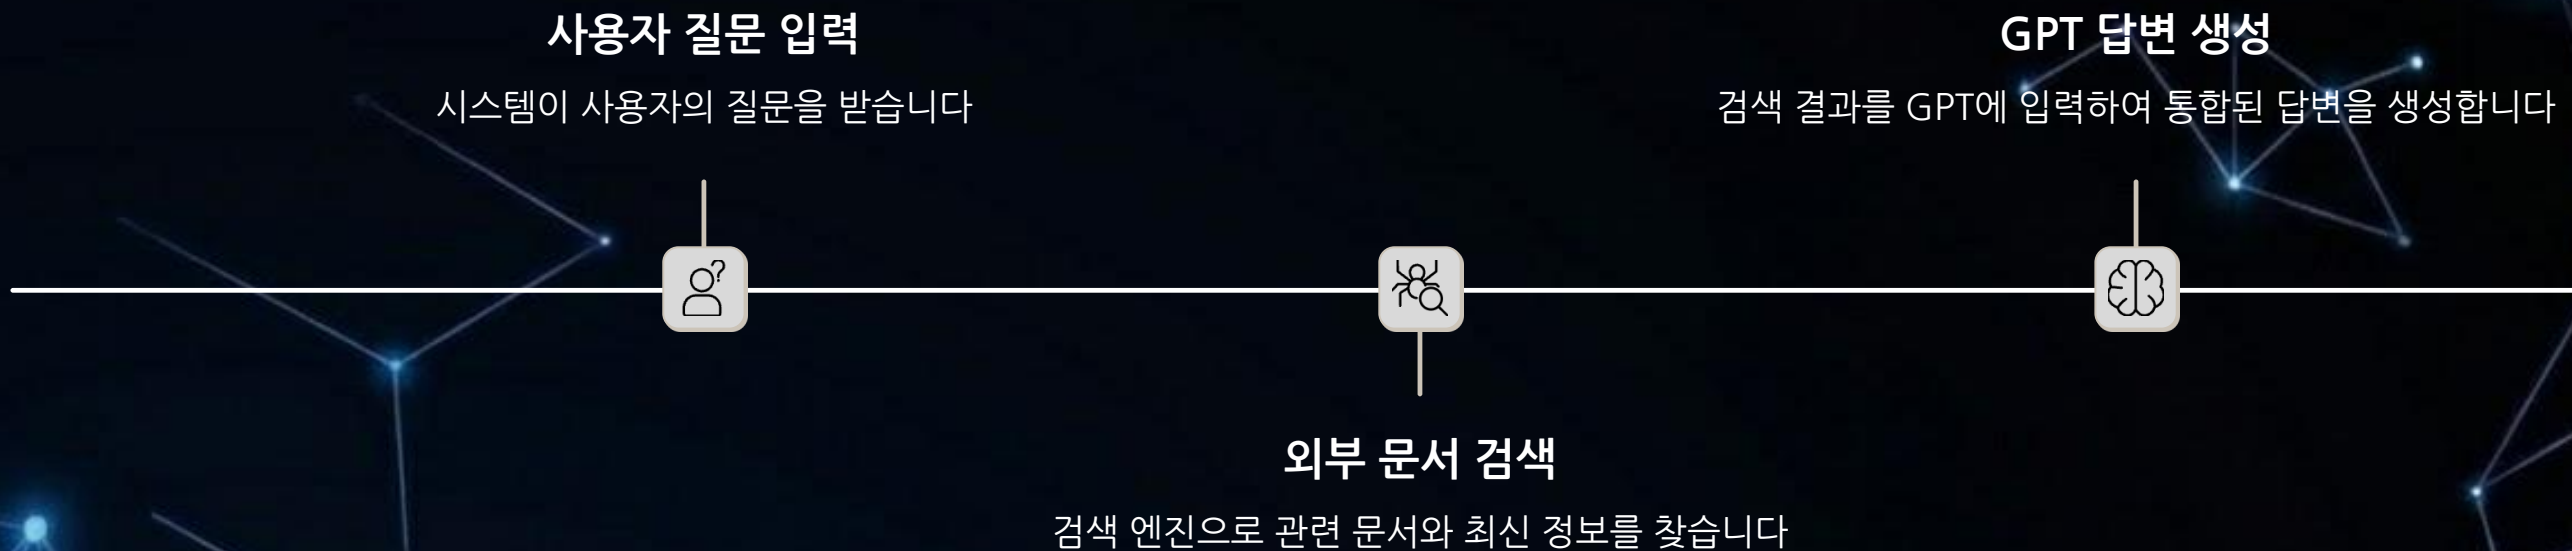 사용자 질문 입력
시스템이 사용자의 질문을 받습니다
외부 문서 검색
검색 엔진으로 관련 문서와 최신 정보를 찾습니다
GPT 답변 생성
검색 결과를 GPT에 입력하여 통합된 답변을 생성합니다